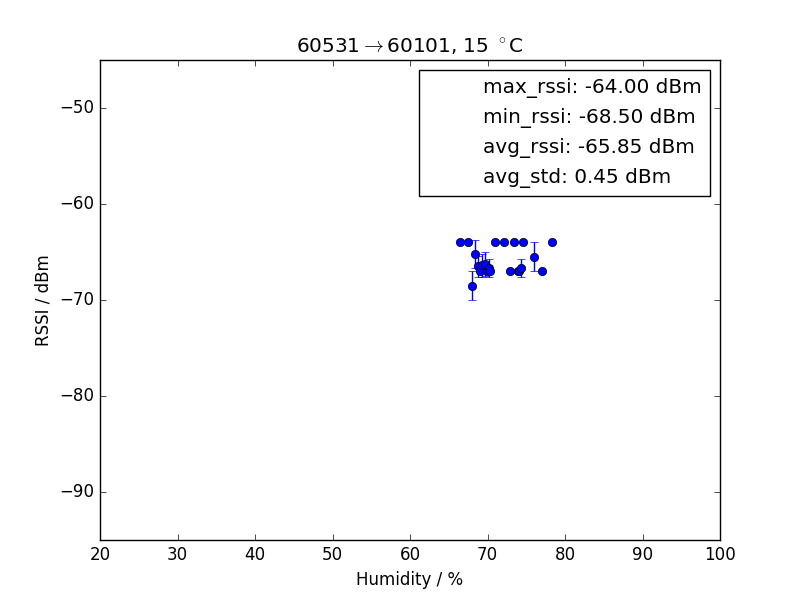 60531→60101, 15 °C
max_rssi: -64.00 dBm
min_rssi: -68.50 dBm
avg_rssi: -65.85 dBm
avg_std: 0.45 dBm
−50
−60
−70
−80
−90
RSSI / dBm
20 30 40 50 60 70 80 90 100
Humidity / %